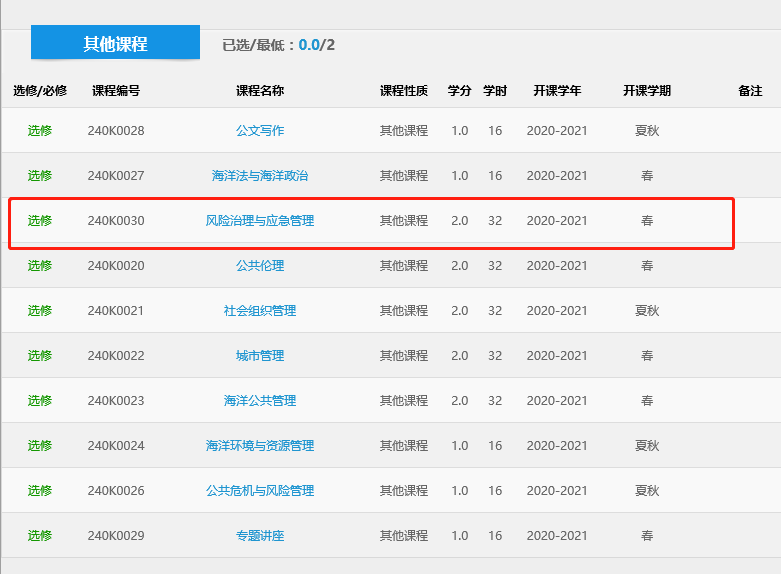 其他课程 已选/最低：0.0/2
选修/必修 课程编号 课程名称 课程性质 学分 学时 开课学年 开课学期 备注
选修 240K0028 公文写作 其他课程 1.0 16 2020-2021 夏秋
选修 240K0027 海洋法与海洋政治 其他课程 1.0 16 2020-2021 春
选修 240K0030 风险治理与应急管理 其他课程 2.0 32 2020-2021 春
选修 240K0020 公共伦理 其他课程 2.0 32 2020-2021 春
选修 240K0021 社会组织管理 其他课程 2.0 32 2020-2021 夏秋
选修 240K0022 城市管理 其他课程 2.0 32 2020-2021 春
选修 240K0023 海洋公共管理 其他课程 2.0 32 2020-2021 春
选修 240K0024 海洋环境与资源管理 其他课程 1.0 16 2020-2021 夏秋
选修 240K0026 公共危机与风险管理 其他课程 1.0 16 2020-2021 夏秋
选修 240K0029 专题讲座 其他课程 1.0 16 2020-2021 春